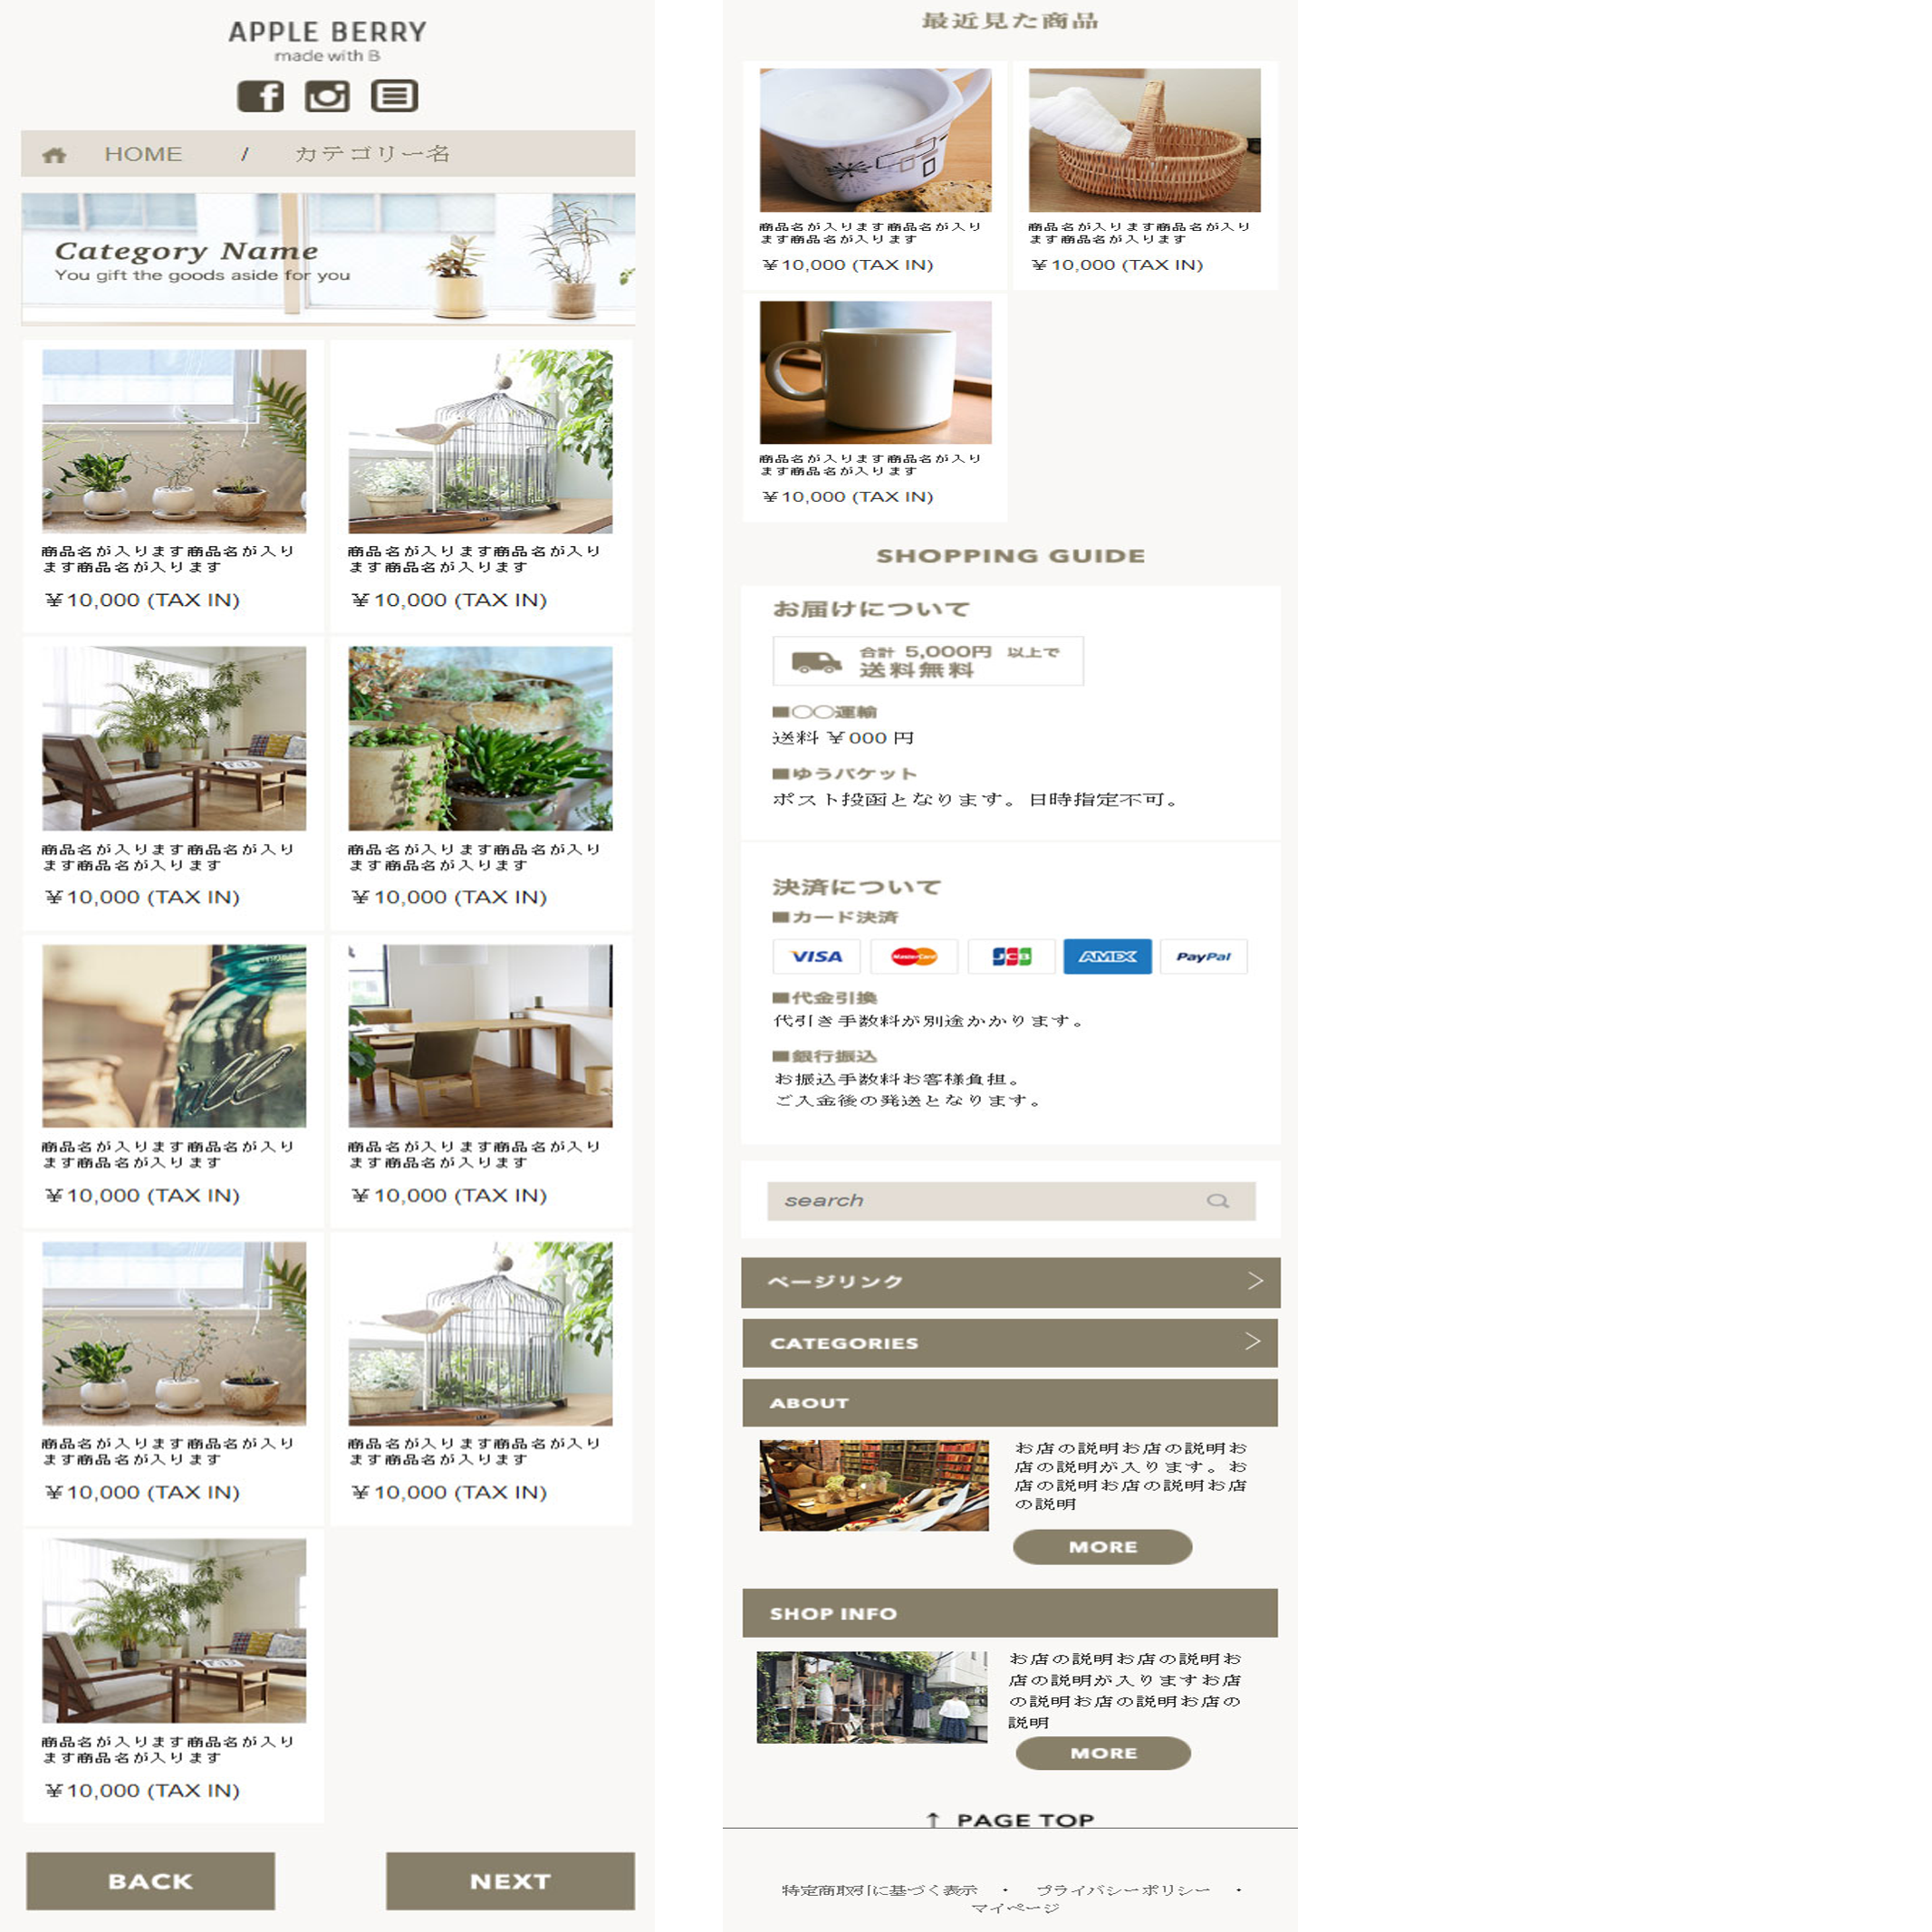 APPLE BERRY
made with B
HOME / カテゴリー名
Category Name
You gift the goods aside for you
商品名が入ります商品名が入り
ます商品名が入ります
¥10,000 (TAX IN)
商品名が入ります商品名が入り
ます商品名が入ります
¥10,000 (TAX IN)
商品名が入ります商品名が入り
ます商品名が入ります
¥10,000 (TAX IN)
商品名が入ります商品名が入り
ます商品名が入ります
¥10,000 (TAX IN)
商品名が入ります商品名が入り
ます商品名が入ります
¥10,000 (TAX IN)
商品名が入ります商品名が入り
ます商品名が入ります
¥10,000 (TAX IN)
商品名が入ります商品名が入り
ます商品名が入ります
¥10,000 (TAX IN)
商品名が入ります商品名が入り
ます商品名が入ります
¥10,000 (TAX IN)
商品名が入ります商品名が入り
ます商品名が入ります
¥10,000 (TAX IN)
BACK
NEXT
最近見た商品
商品名が入ります商品名が入り
ます商品名が入ります
¥10,000 (TAX IN)
商品名が入ります商品名が入り
ます商品名が入ります
¥10,000 (TAX IN)
商品名が入ります商品名が入り
ます商品名が入ります
¥10,000 (TAX IN)
SHOPPING GUIDE
お届けについて
合計 5,000円 以上で
送料無料
■〇〇運輸
送料 ¥000 円
■ゆうパケット
ポスト投函となります。日時指定不可。
決済について
■カード決済
VISA MasterCard JCB AMEX PayPal
■代金引換
代引き手数料が別途かかります。
■銀行振込
お振込手数料お客様負担。
ご入金後の発送となります。
search
ページリンク
CATEGORIES
ABOUT
お店の説明お店の説明お
店の説明が入ります。お
店の説明お店の説明お店
の説明
MORE
SHOP INFO
お店の説明お店の説明お
店の説明が入りますお店
の説明お店の説明お店の
説明
MORE
↑ PAGE TOP
特定商取引に基づく表示 ・ プライバシーポリシー ・
マイページ